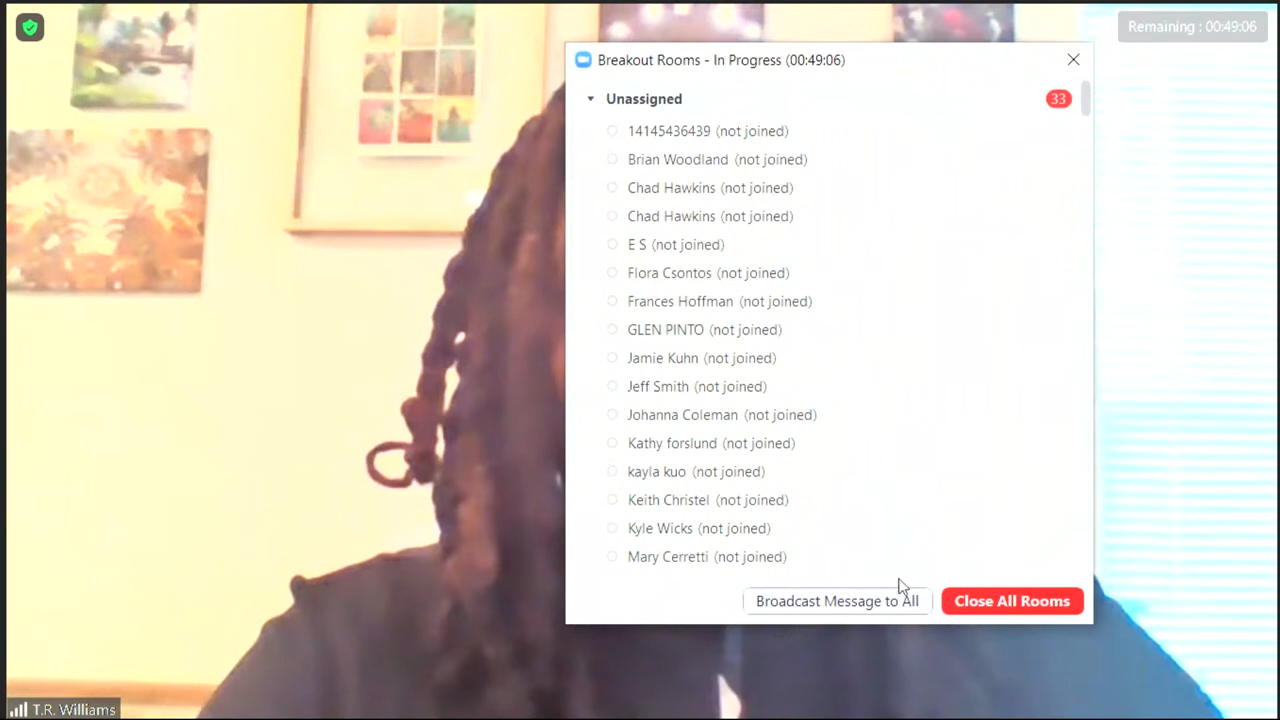 Remaining : 00:49:06
Breakout Rooms - In Progress (00:49:06)
Unassigned 33
14145436439 (not joined)
Brian Woodland (not joined)
Chad Hawkins (not joined)
Chad Hawkins (not joined)
E S (not joined)
Flora Csontos (not joined)
Frances Hoffman (not joined)
GLEN PINTO (not joined)
Jamie Kuhn (not joined)
Jeff Smith (not joined)
Johanna Coleman (not joined)
Kathy forslund (not joined)
kayla kuo (not joined)
Keith Christel (not joined)
Kyle Wicks (not joined)
Mary Cerretti (not joined)
Broadcast Message to All
Close All Rooms
T.R. Williams